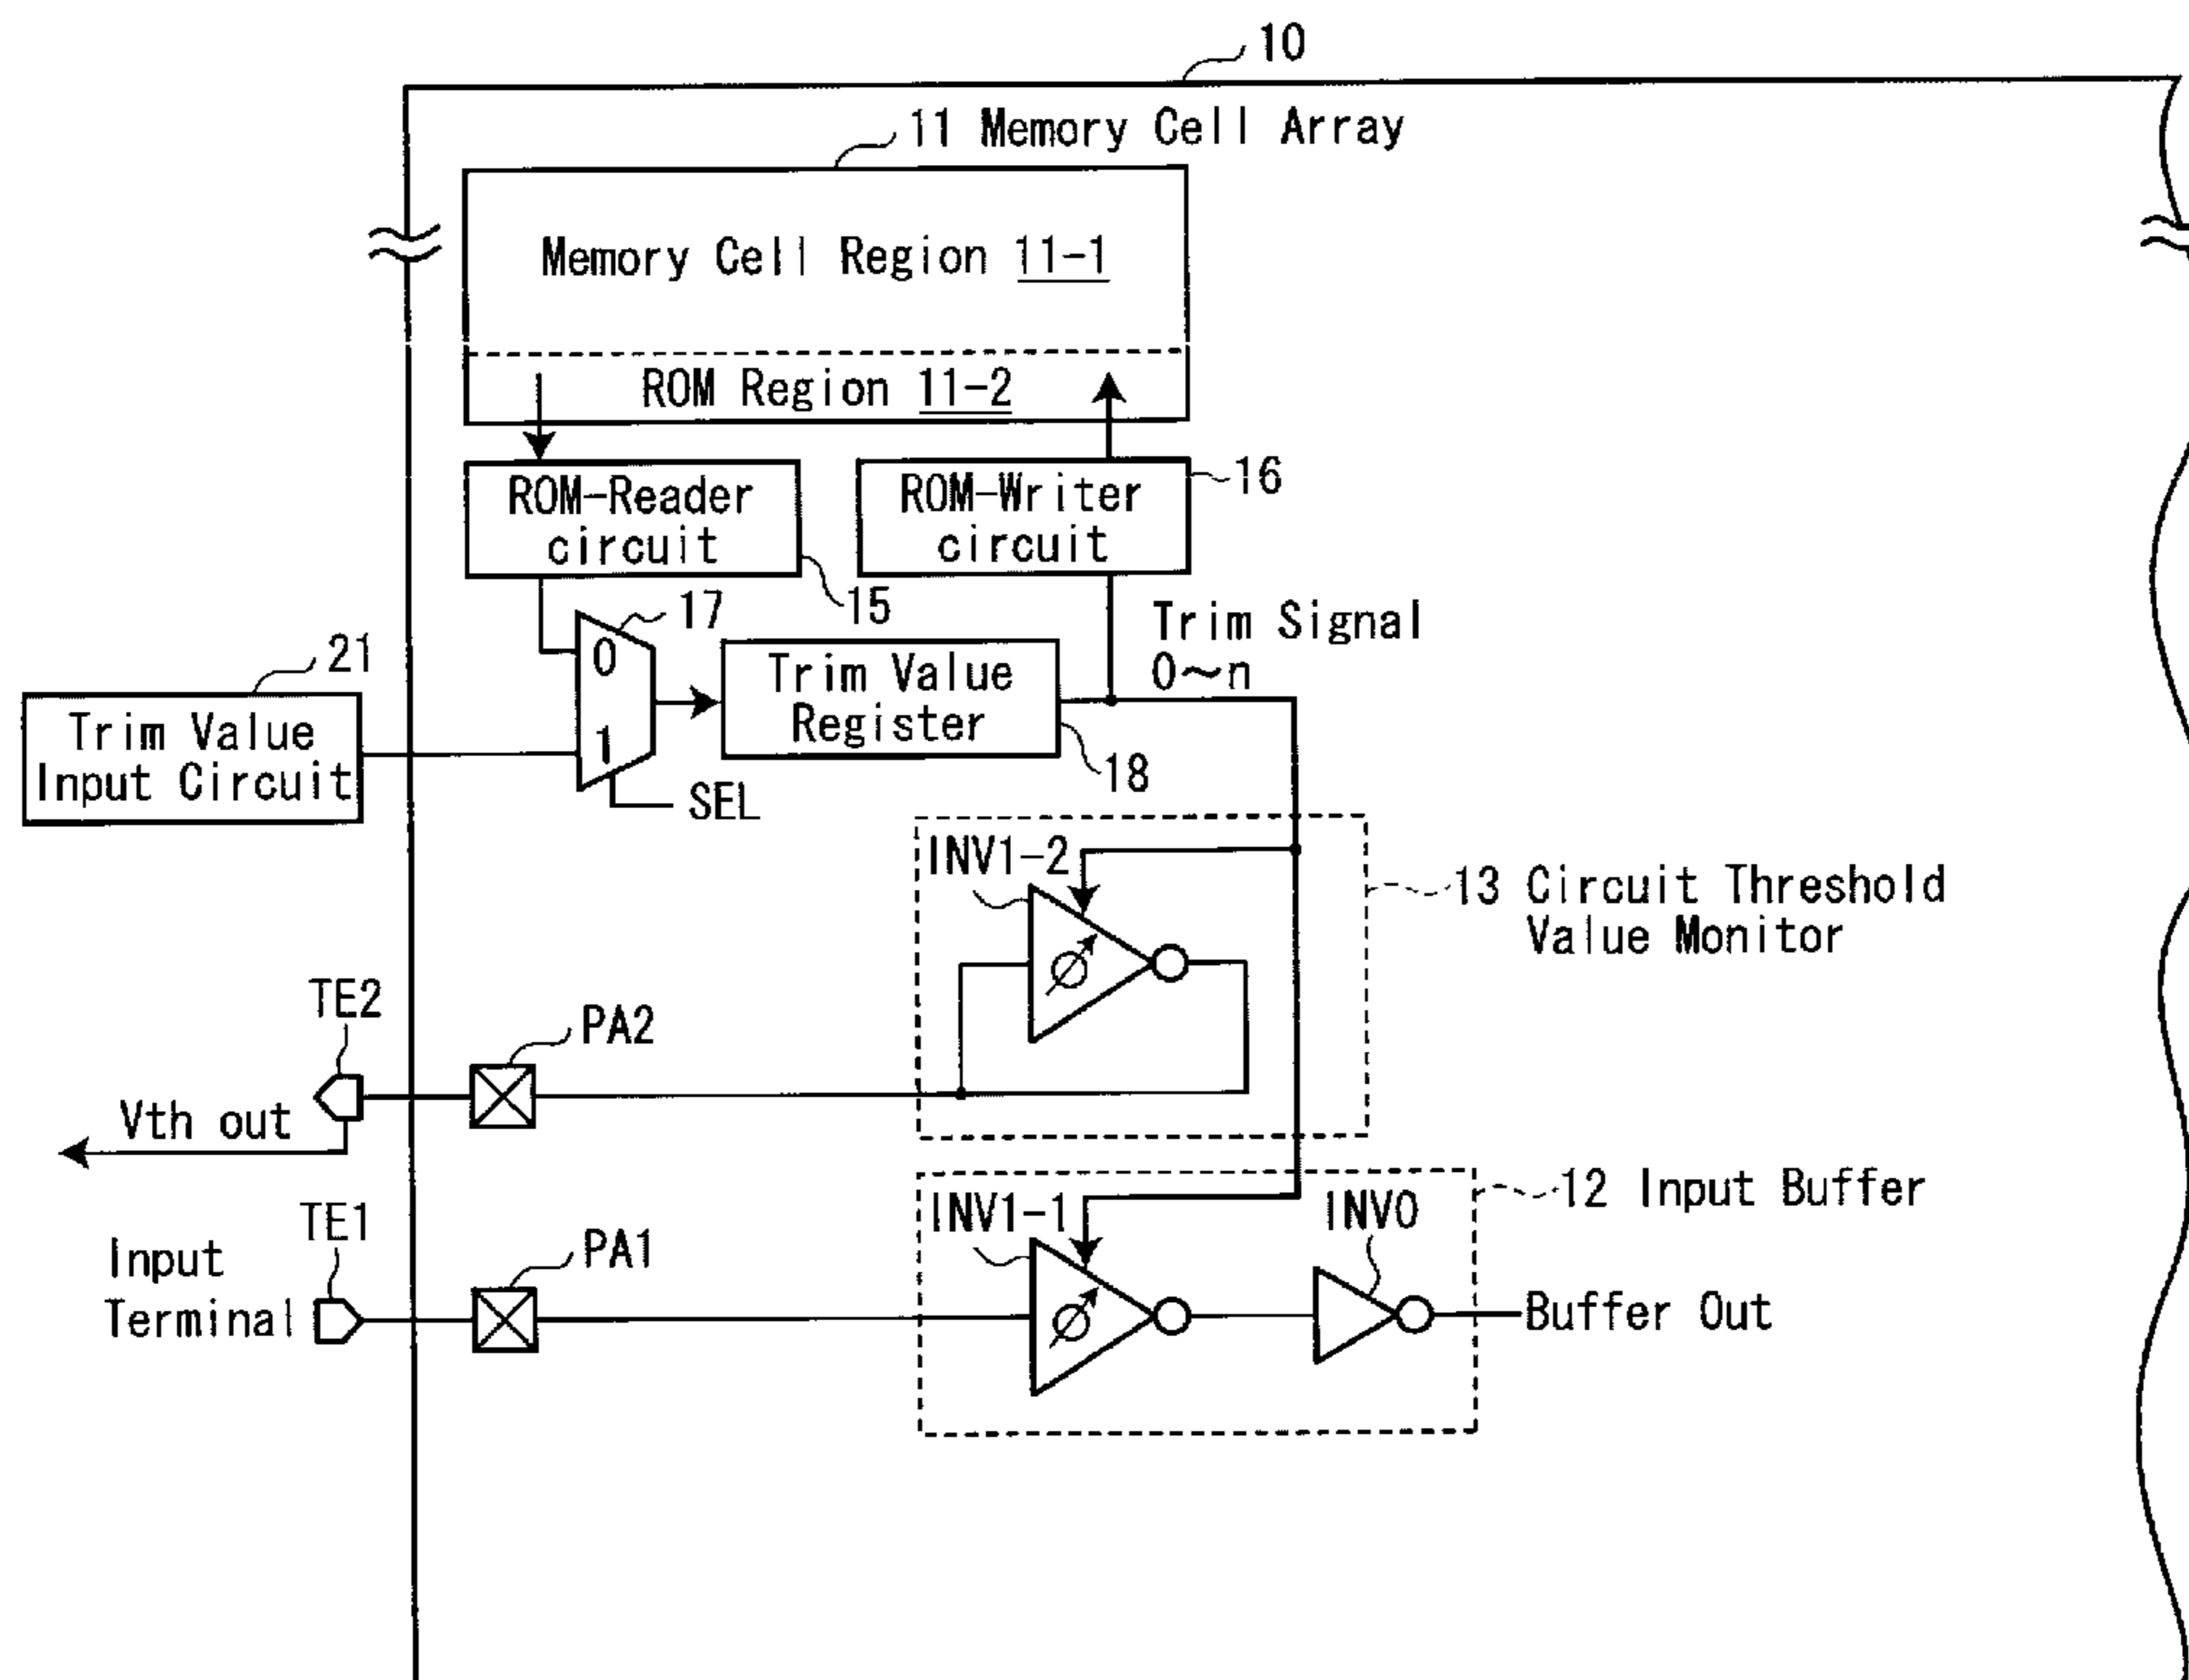 10
11 Memory Cell Array
Memory Cell Region 11-1
ROM Region 11-2
ROM-Reader
circuit
15
ROM-Writer
circuit
16
17
0
1
SEL
21
Trim Value
Input Circuit
Trim Value
Register
18
Trim Signal
0~n
INV1-2
13 Circuit Threshold
Value Monitor
TE2
PA2
Vth out
INV1-1
INV0
12 Input Buffer
TE1
PA1
Input
Terminal
Buffer Out